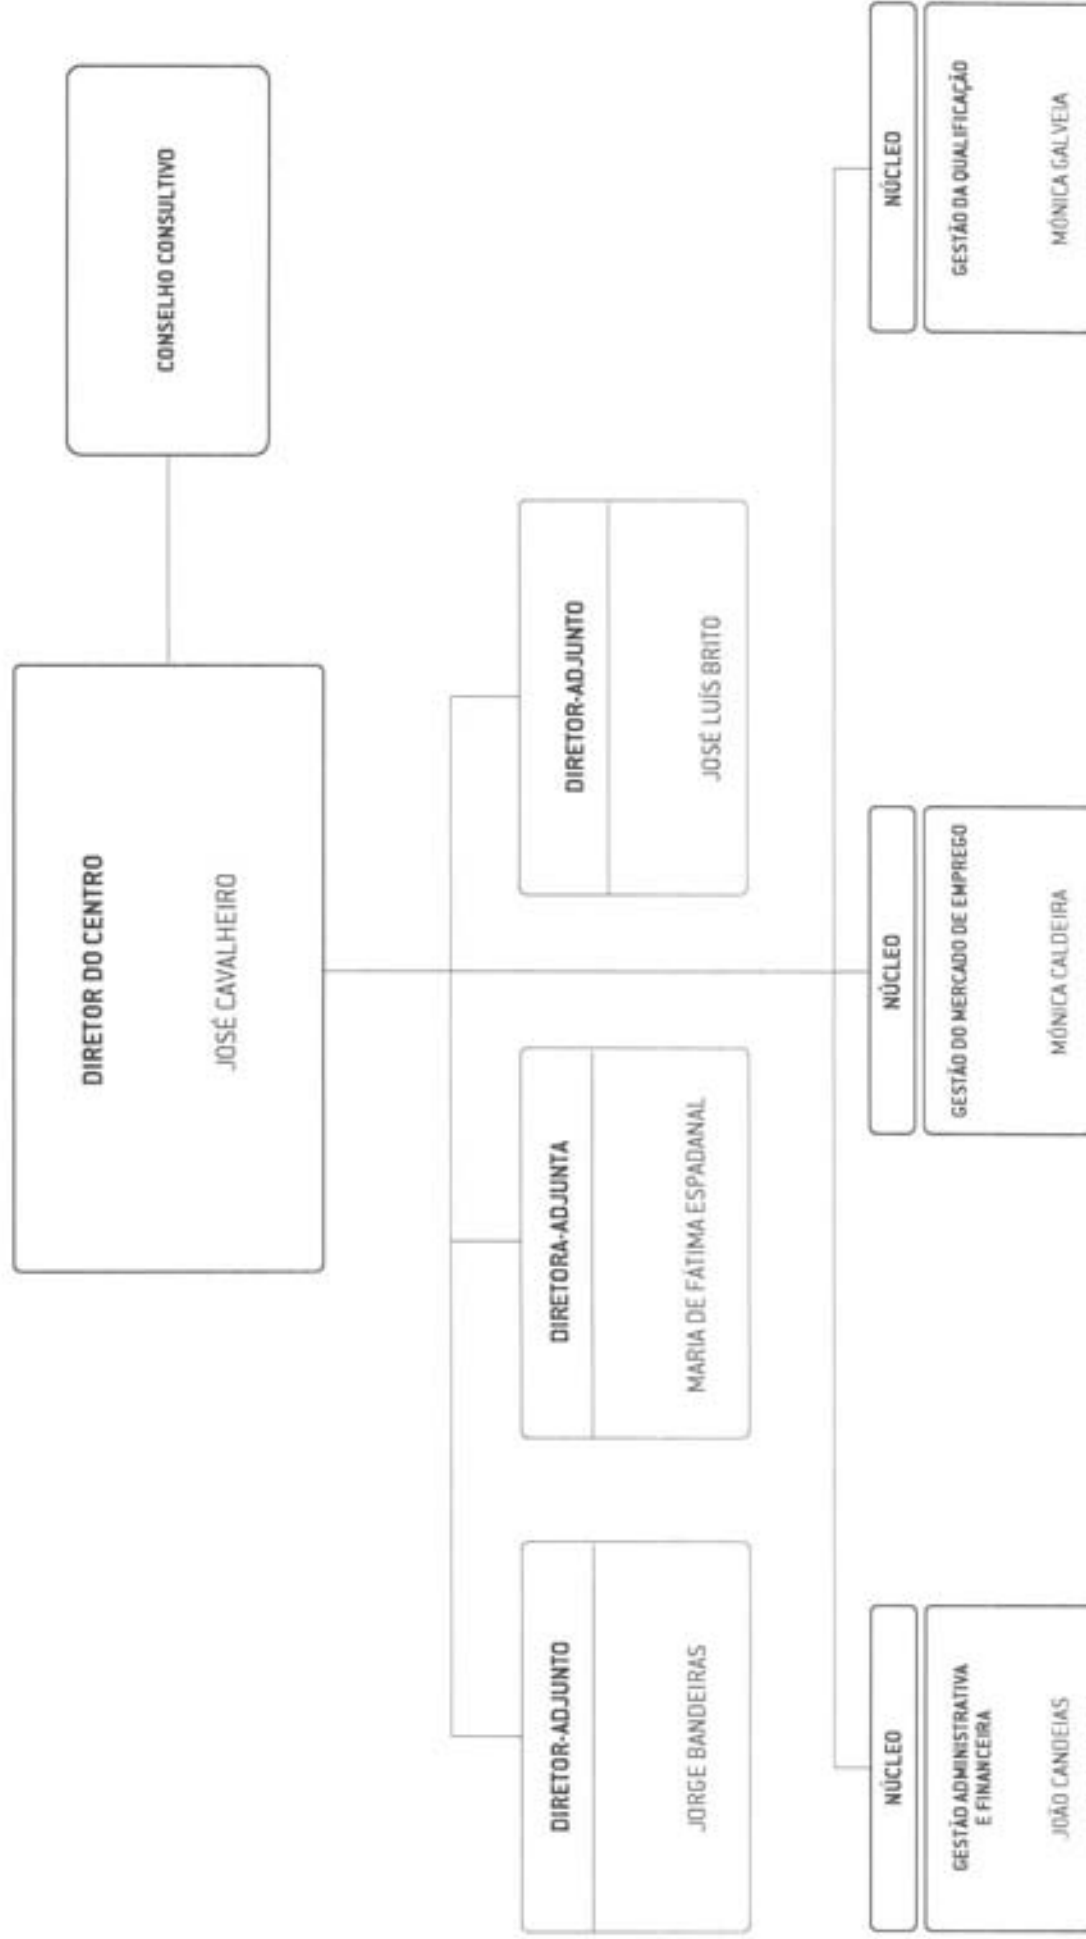 DIRETOR DO CENTRO
JOSÉ CAVALHEIRO
CONSELHO CONSULTIVO
DIRETOR-ADJUNTO
JORGE BANDEIRAS
DIRETORA-ADJUNTA
MARIA DE FÁTIMA ESPADANAL
DIRETOR-ADJUNTO
JOSÉ LUÍS BRITO
NÚCLEO
GESTÃO ADMINISTRATIVA
E FINANCEIRA
JOÃO CANDEIAS
NÚCLEO
GESTÃO DO MERCADO DE EMPREGO
MÓNICA CALDEIRA
NÚCLEO
GESTÃO DA QUALIFICAÇÃO
MÓNICA GALVEIA